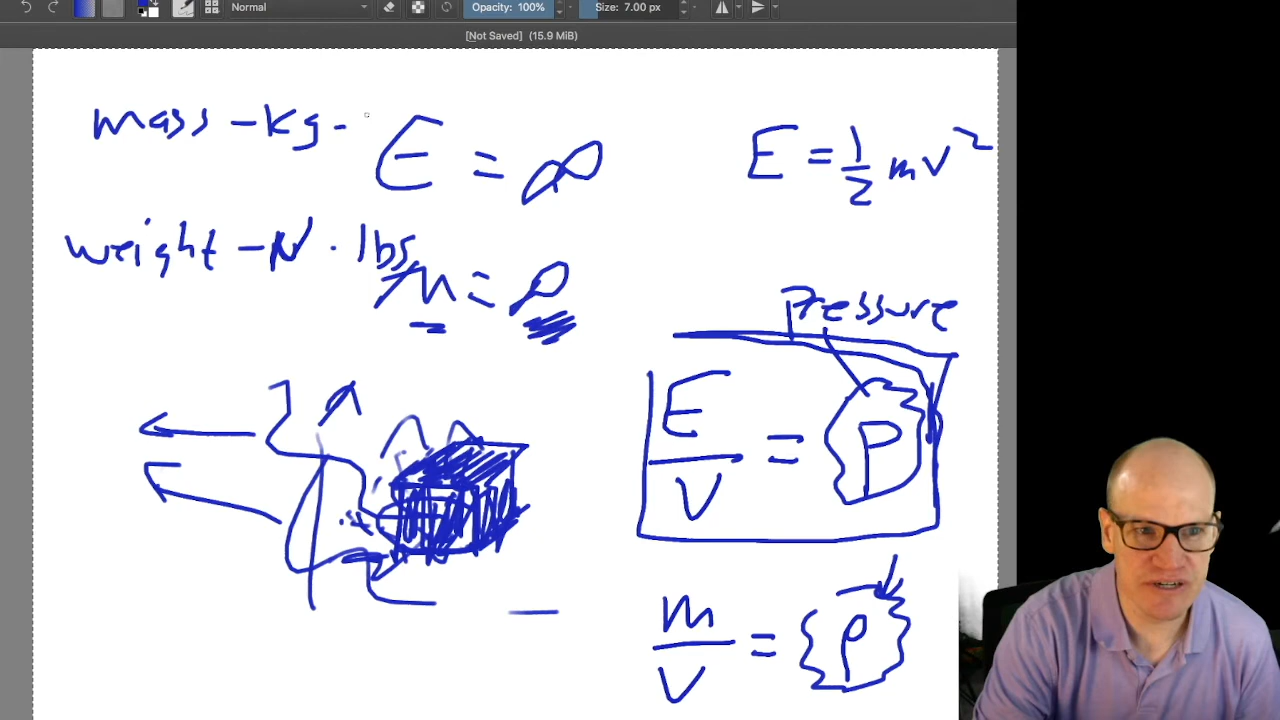 Normal
Opacity: 100%
Size: 7.00 px
[Not Saved] (15.9 MiB)
mass - kg -
E = ∞
E = 1/2 mv²
weight - N · lbs
m = ρ
Pressure
E/V = P
m/V = ρ